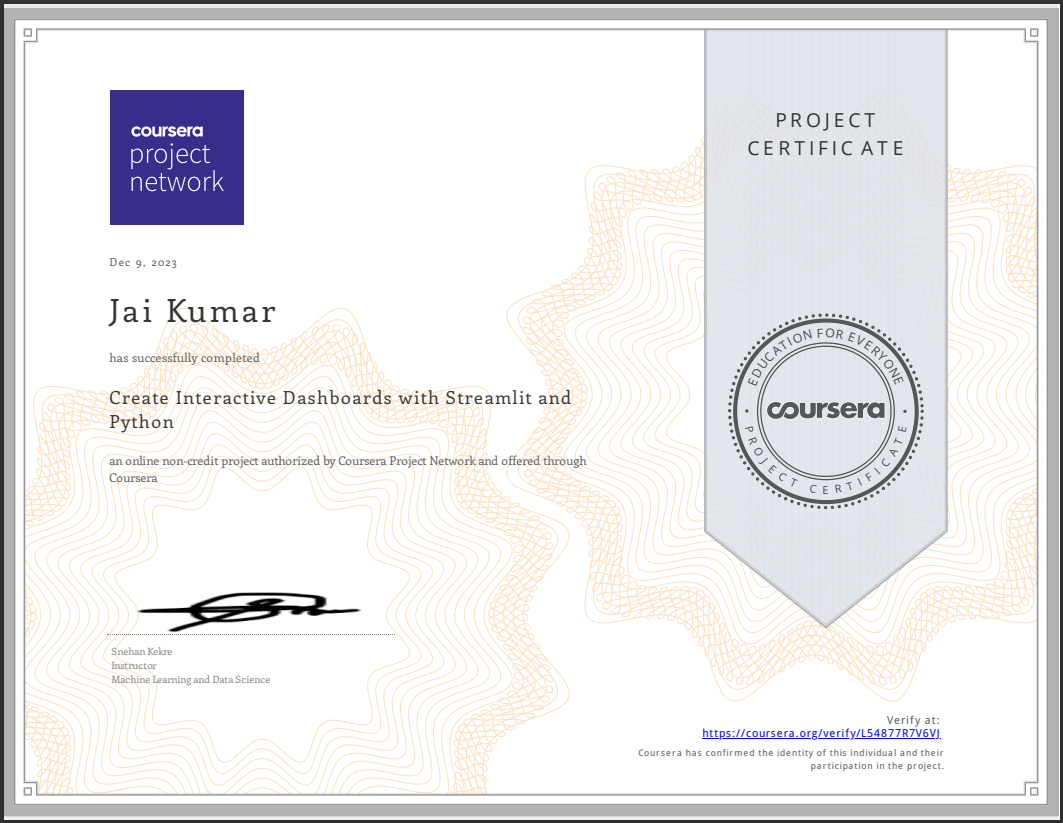 coursera
project
network
PROJECT
CERTIFICATE
Dec 9, 2023
Jai Kumar
has successfully completed
Create Interactive Dashboards with Streamlit and
Python
an online non-credit project authorized by Coursera Project Network and offered through
Coursera
EDUCATION FOR EVERYONE
coursera
PROJECT CERTIFICATE
Snehan Kekre
Instructor
Machine Learning and Data Science
Verify at:
https://coursera.org/verify/L54877R7V6VJ
Coursera has confirmed the identity of this individual and their
participation in the project.